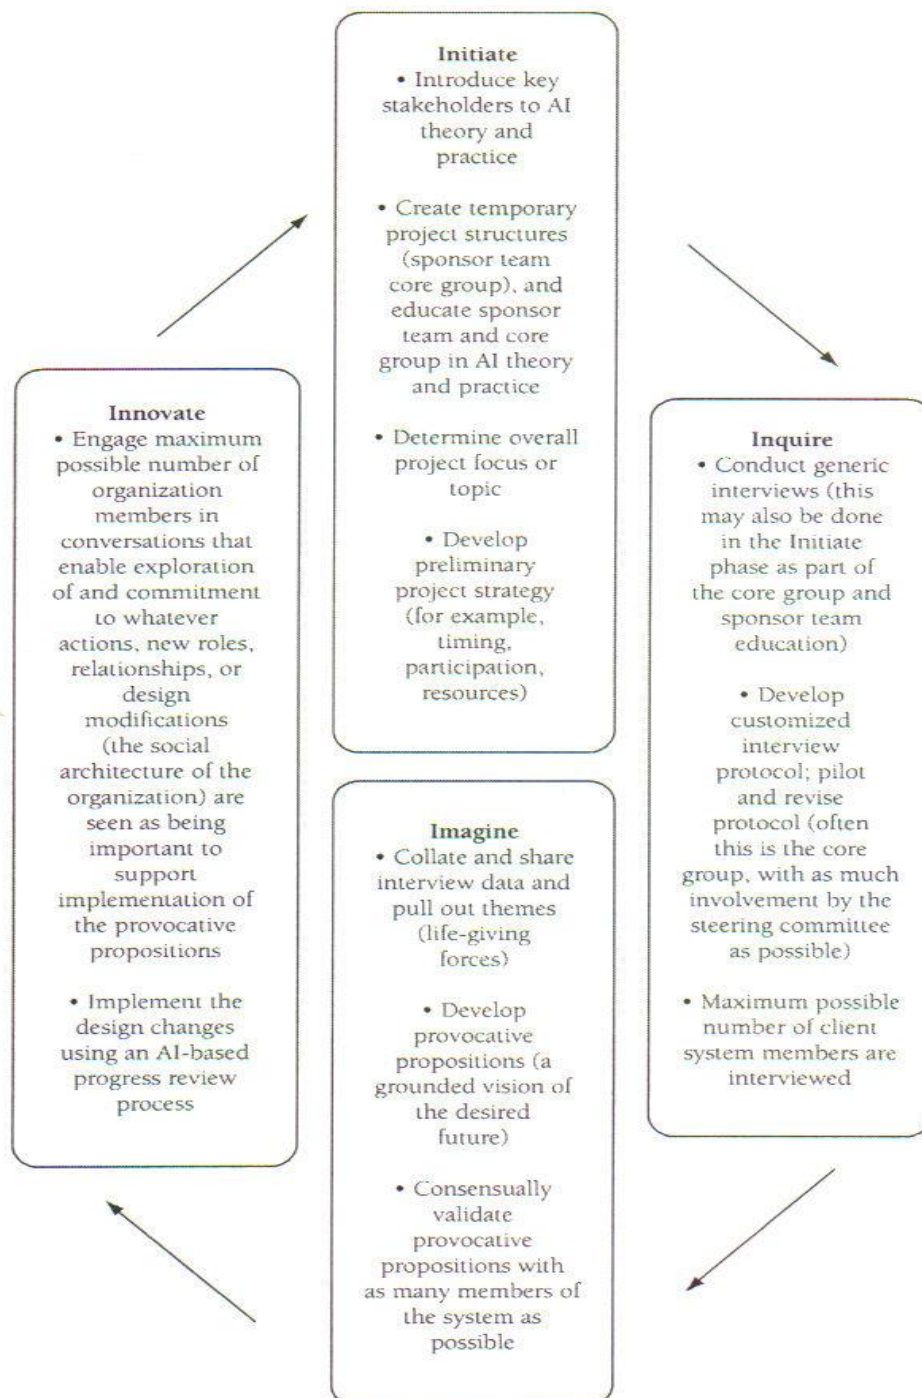 Initiate
• Introduce key
stakeholders to AI
theory and
practice
• Create temporary
project structures
(sponsor team
core group), and
educate sponsor
team and core
group in AI theory
and practice
• Determine overall
project focus or
topic
• Develop
preliminary
project strategy
(for example,
timing,
participation,
resources)
Inquire
• Conduct generic
interviews (this
may also be done
in the Initiate
phase as part of
the core group and
sponsor team
education)
• Develop
customized
interview
protocol; pilot
and revise
protocol (often
this is the core
group, with as much
involvement by the
steering committee
as possible)
• Maximum possible
number of client
system members are
interviewed
Imagine
• Collate and share
interview data and
pull out themes
(life-giving
forces)
• Develop
provocative
propositions (a
grounded vision of
the desired
future)
• Consensually
validate
provocative
propositions with
as many members of
the system as
possible
Innovate
• Engage maximum
possible number of
organization
members in
conversations that
enable exploration
of and commitment
to whatever
actions, new roles,
relationships, or
design
modifications
(the social
architecture of the
organization) are
seen as being
important to
support
implementation of
the provocative
propositions
• Implement the
design changes
using an AI-based
progress review
process